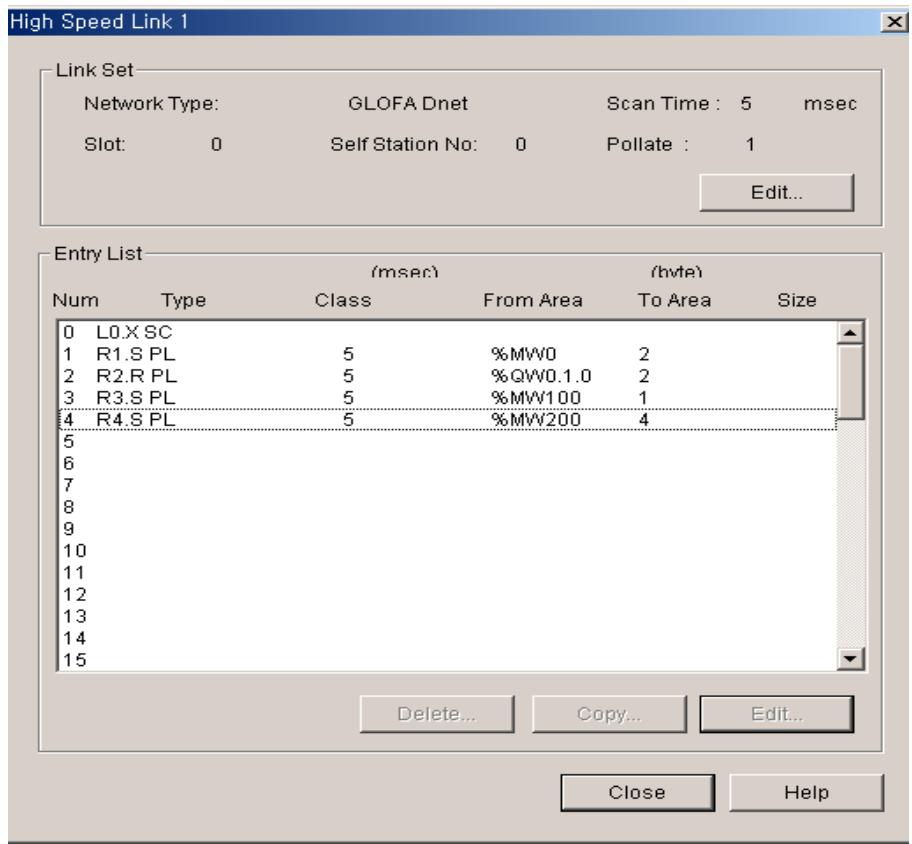 High Speed Link 1
Link Set
Network Type: GLOFA Dnet Scan Time : 5 msec
Slot: 0 Self Station No: 0 Pollate : 1
Edit...
Entry List
(msec) (byte)
Num Type Class From Area To Area Size
0 L0.X SC
1 R1.S PL 5 %MW0 2
2 R2.R PL 5 %QW0.1.0 2
3 R3.S PL 5 %MW100 1
4 R4.S PL 5 %MW200 4
5
6
7
8
9
10
11
12
13
14
15
Delete... Copy... Edit...
Close Help